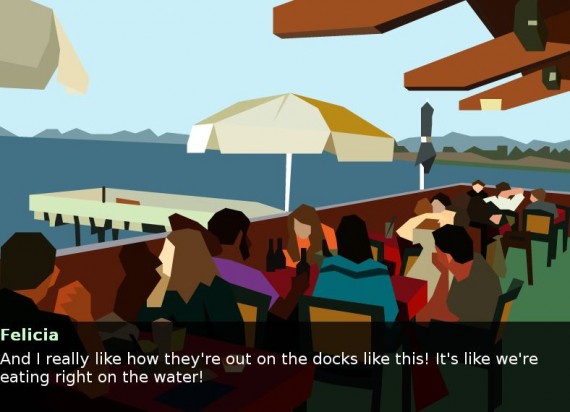 Felicia
And I really like how they're out on the docks like this! It's like we're
eating right on the water!